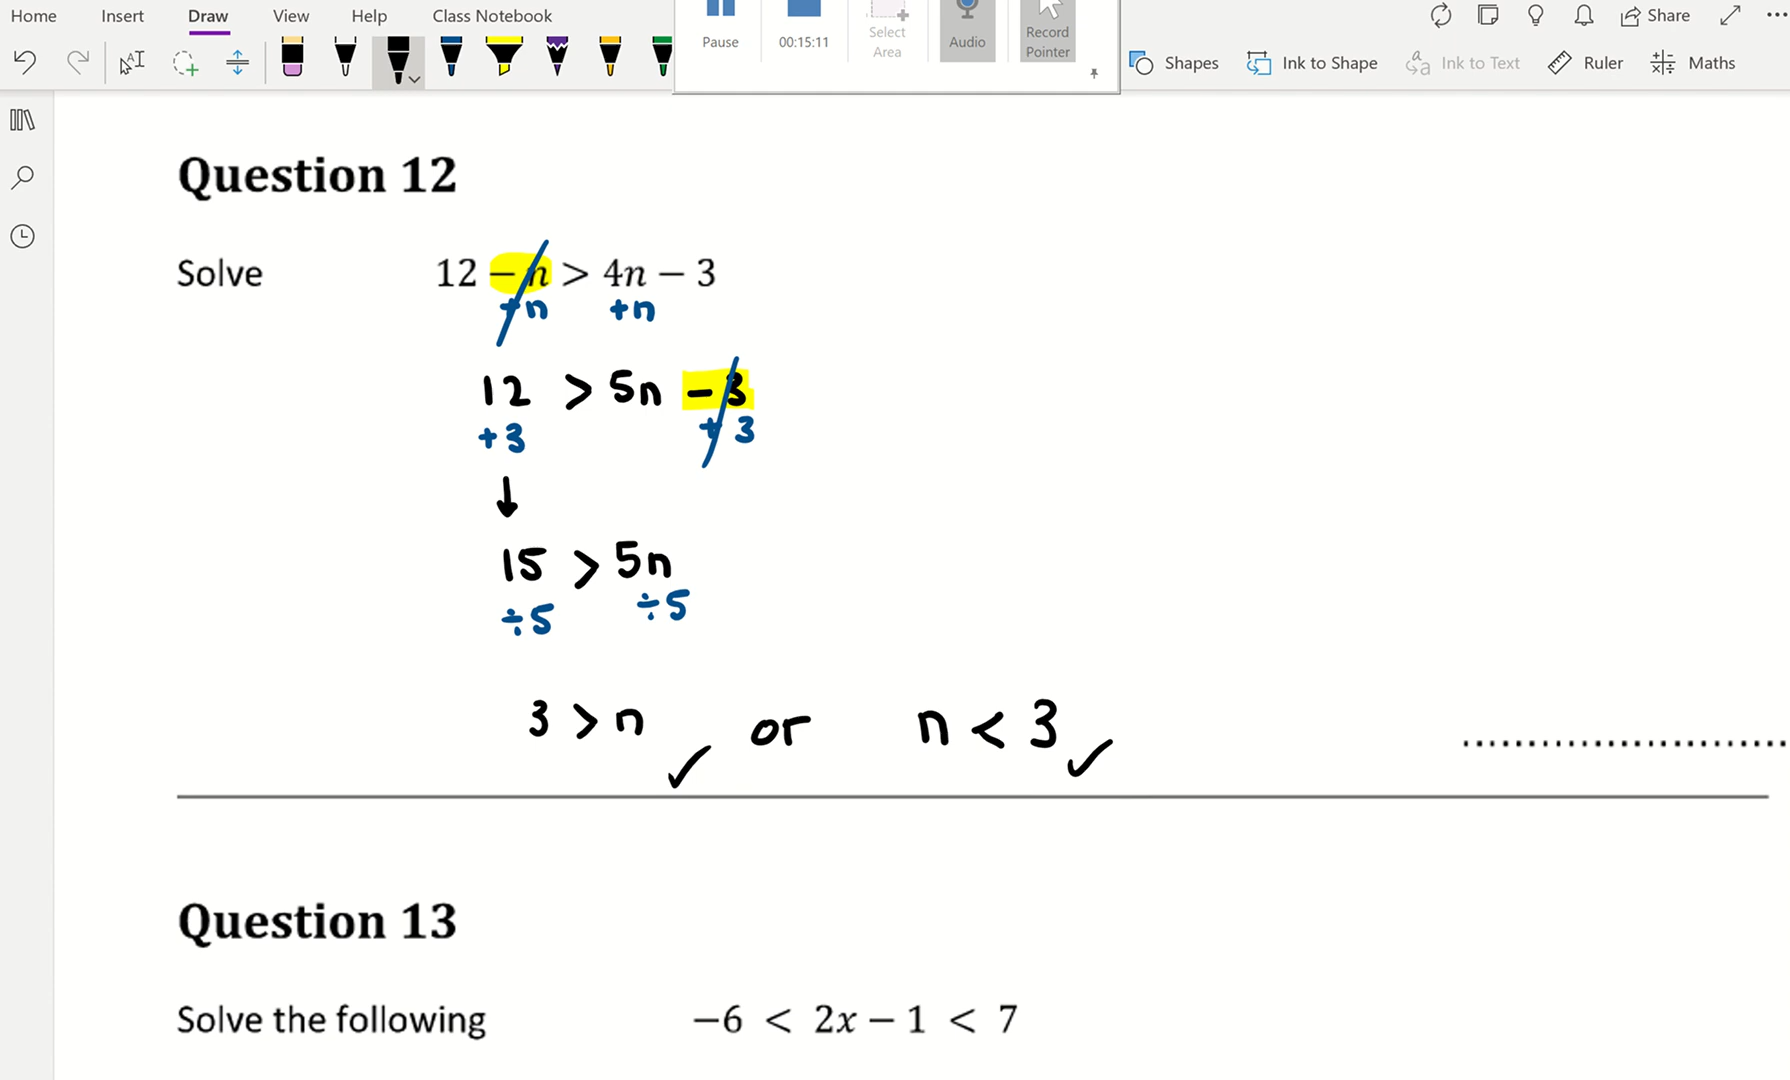 Home Insert Draw View Help Class Notebook
Share
Pause 00:15:11 Select Area Audio Record Pointer
Shapes Ink to Shape Ink to Text Ruler Maths
Question 12
Solve 12 − n > 4n − 3
+n +n
12 > 5n − 3
+3 +3
↓
15 > 5n
÷5 ÷5
3 > n ✓ or n < 3 ✓
Question 13
Solve the following −6 < 2x − 1 < 7